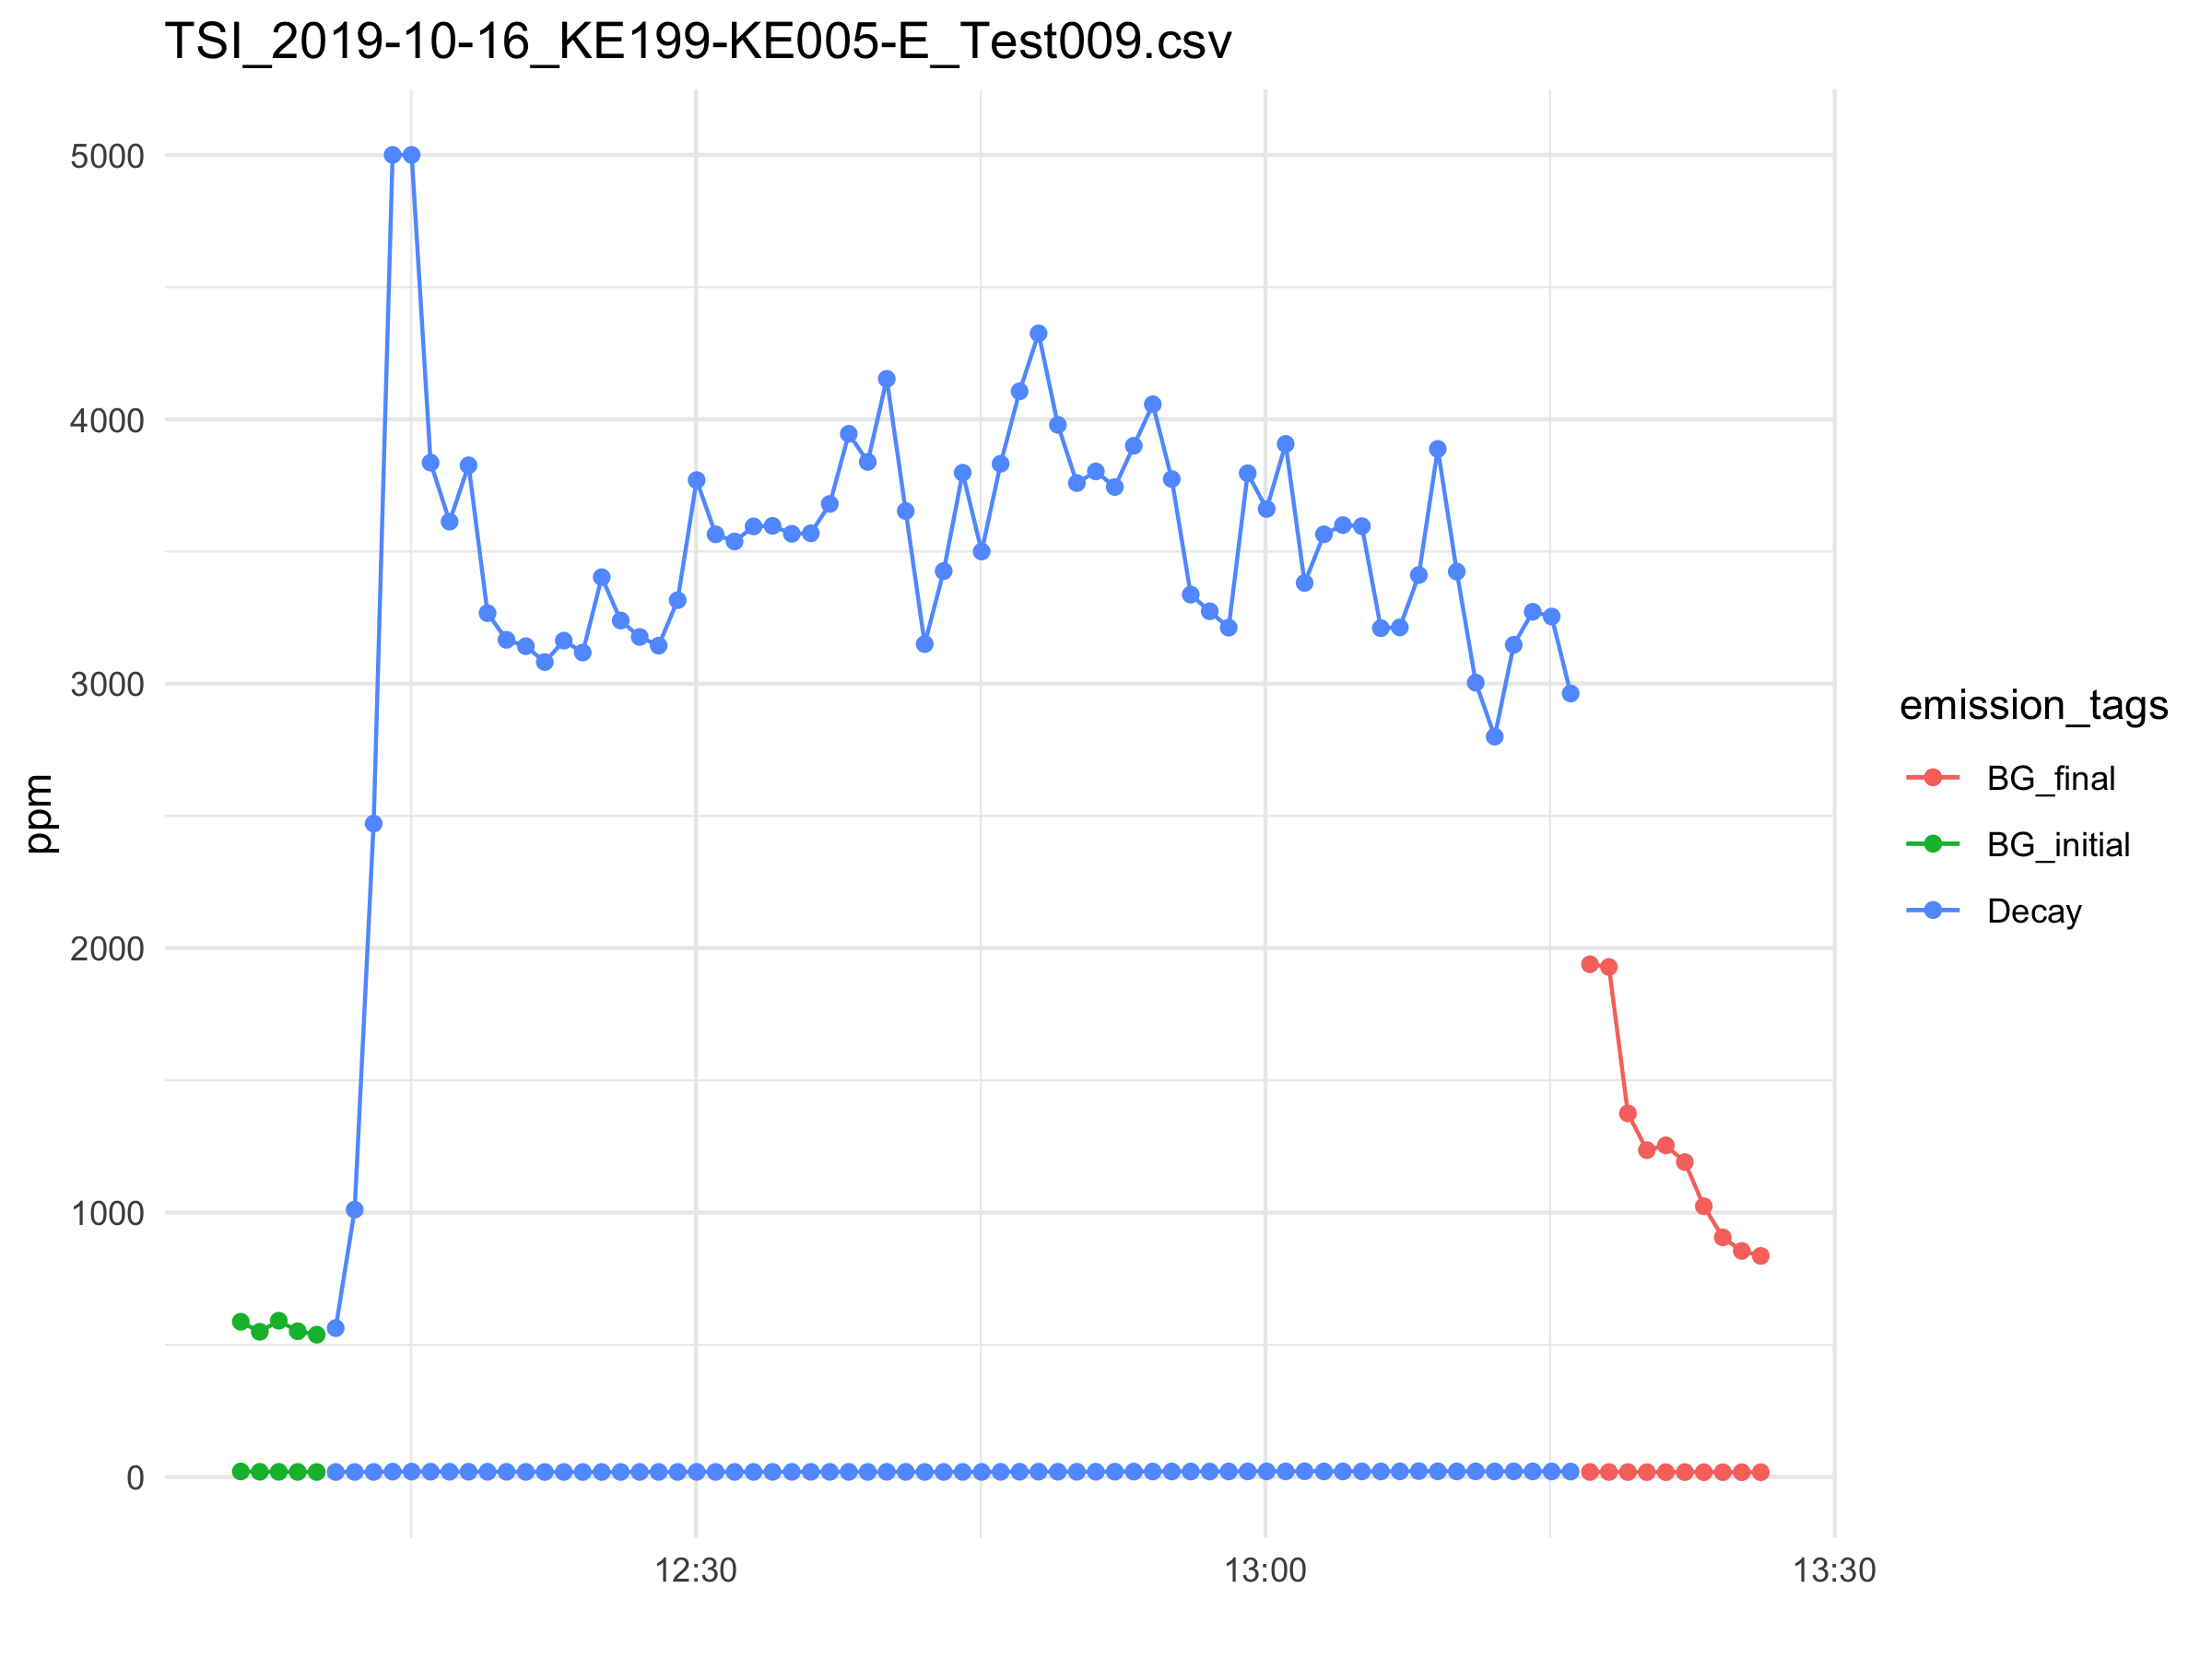 TSI_2019-10-16_KE199-KE005-E_Test009.csv
5000
4000
3000
2000
1000
0
ppm
12:30
13:00
13:30
emission_tags
BG_final
BG_initial
Decay